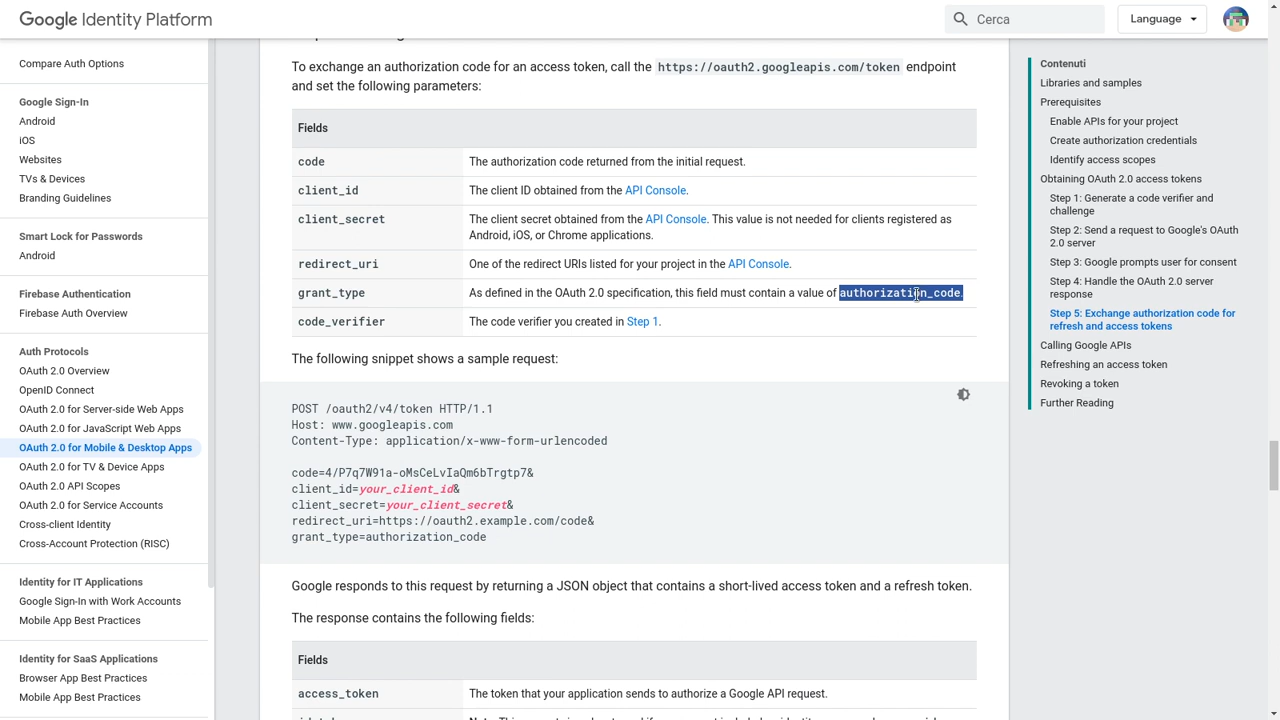 Google Identity Platform
Cerca
Language
Compare Auth Options
Google Sign-In
Android
iOS
Websites
TVs & Devices
Branding Guidelines
Smart Lock for Passwords
Android
Firebase Authentication
Firebase Auth Overview
Auth Protocols
OAuth 2.0 Overview
OpenID Connect
OAuth 2.0 for Server-side Web Apps
OAuth 2.0 for JavaScript Web Apps
OAuth 2.0 for Mobile & Desktop Apps
OAuth 2.0 for TV & Device Apps
OAuth 2.0 API Scopes
OAuth 2.0 for Service Accounts
Cross-client Identity
Cross-Account Protection (RISC)
Identity for IT Applications
Google Sign-In with Work Accounts
Mobile App Best Practices
Identity for SaaS Applications
Browser App Best Practices
Mobile App Best Practices
To exchange an authorization code for an access token, call the https://oauth2.googleapis.com/token endpoint
and set the following parameters:
Fields
code The authorization code returned from the initial request.
client_id The client ID obtained from the API Console.
client_secret The client secret obtained from the API Console. This value is not needed for clients registered as
Android, iOS, or Chrome applications.
redirect_uri One of the redirect URIs listed for your project in the API Console.
grant_type As defined in the OAuth 2.0 specification, this field must contain a value of authorization_code.
code_verifier The code verifier you created in Step 1.
The following snippet shows a sample request:
POST /oauth2/v4/token HTTP/1.1
Host: www.googleapis.com
Content-Type: application/x-www-form-urlencoded
code=4/P7q7W91a-oMsCeLvIaQm6bTrgtp7&
client_id=your_client_id&
client_secret=your_client_secret&
redirect_uri=https://oauth2.example.com/code&
grant_type=authorization_code
Google responds to this request by returning a JSON object that contains a short-lived access token and a refresh token.
The response contains the following fields:
Fields
access_token The token that your application sends to authorize a Google API request.
Contenuti
Libraries and samples
Prerequisites
Enable APIs for your project
Create authorization credentials
Identify access scopes
Obtaining OAuth 2.0 access tokens
Step 1: Generate a code verifier and
challenge
Step 2: Send a request to Google's OAuth
2.0 server
Step 3: Google prompts user for consent
Step 4: Handle the OAuth 2.0 server
response
Step 5: Exchange authorization code for
refresh and access tokens
Calling Google APIs
Refreshing an access token
Revoking a token
Further Reading